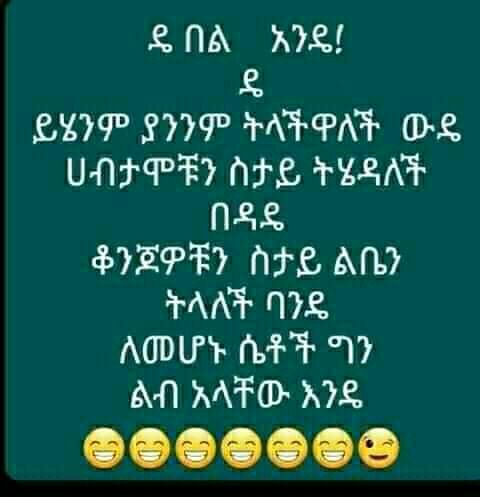 ዴ በል አንዴ!
ዴ
ይሄንም ያንንም ትላችዋለች ውዴ
ሀብታሞቹን ስታይ ትሄዳለች
በዳዴ
ቆንጆዎቹን ስታይ ልቤን
ትላለች ባንዴ
ለመሆኑ ሴቶች ግን
ልብ አላቸው እንዴ
😁😁😁😁😁😁😉